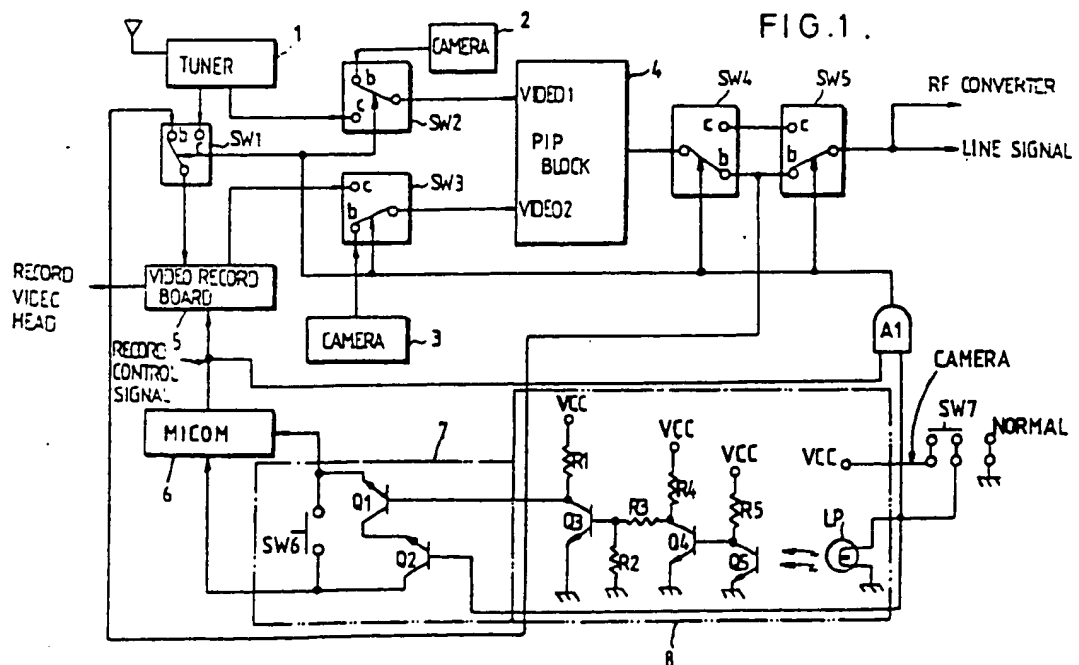 FIG.1.
1
TUNER
2
CAMERA
b
c
SW2
b
c
SW1
c
b
SW3
VIDEO1
PIP
BLOCK
VIDEO2
4
SW4
c
b
SW5
c
b
RF CONVERTER
LINE SIGNAL
RECORD
VIDEO
HEAD
VIDEO RECORD
BOARD
5
CAMERA
3
RECORD
CONTROL
SIGNAL
MICOM
6
A1
CAMERA
SW7
NORMAL
VCC
7
VCC
R1
VCC
R4
VCC
R5
Q1
SW6
Q2
Q3
R3
R2
Q4
Q5
LP
8